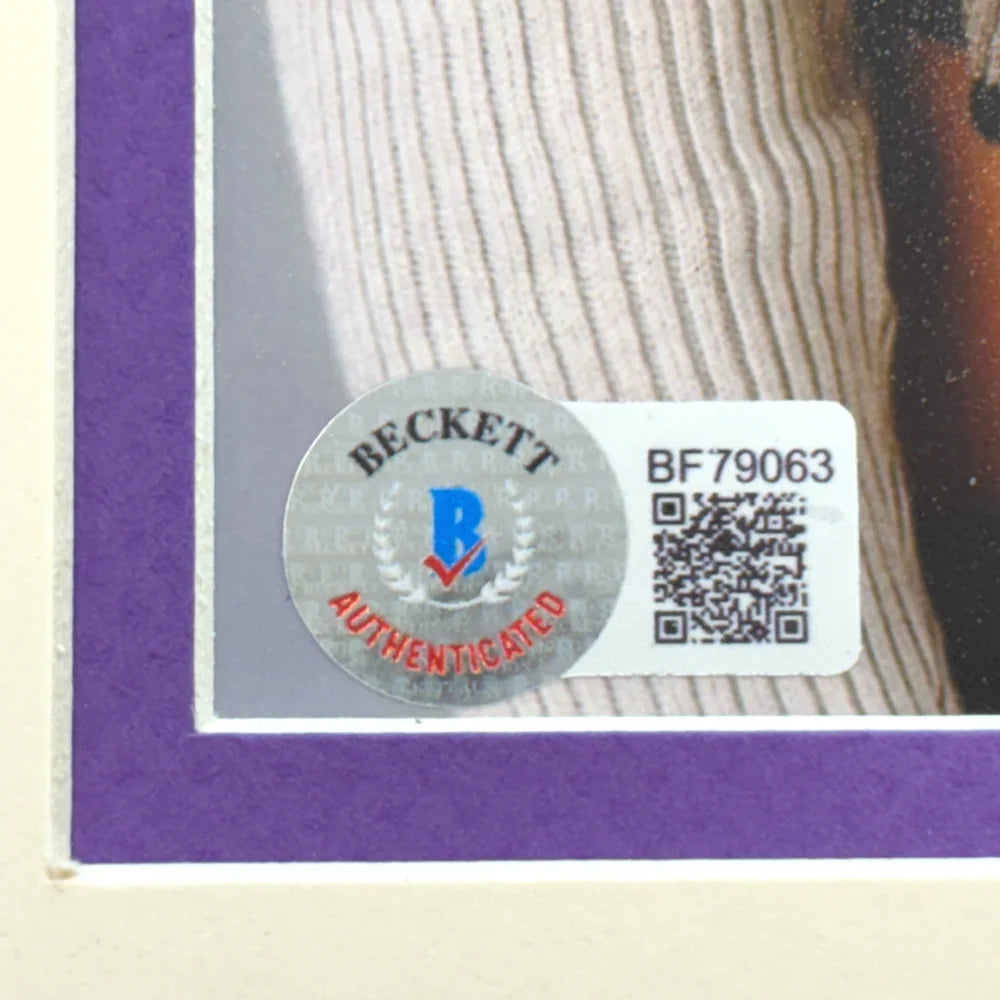 BECKETT
B
AUTHENTICATED
BF79063